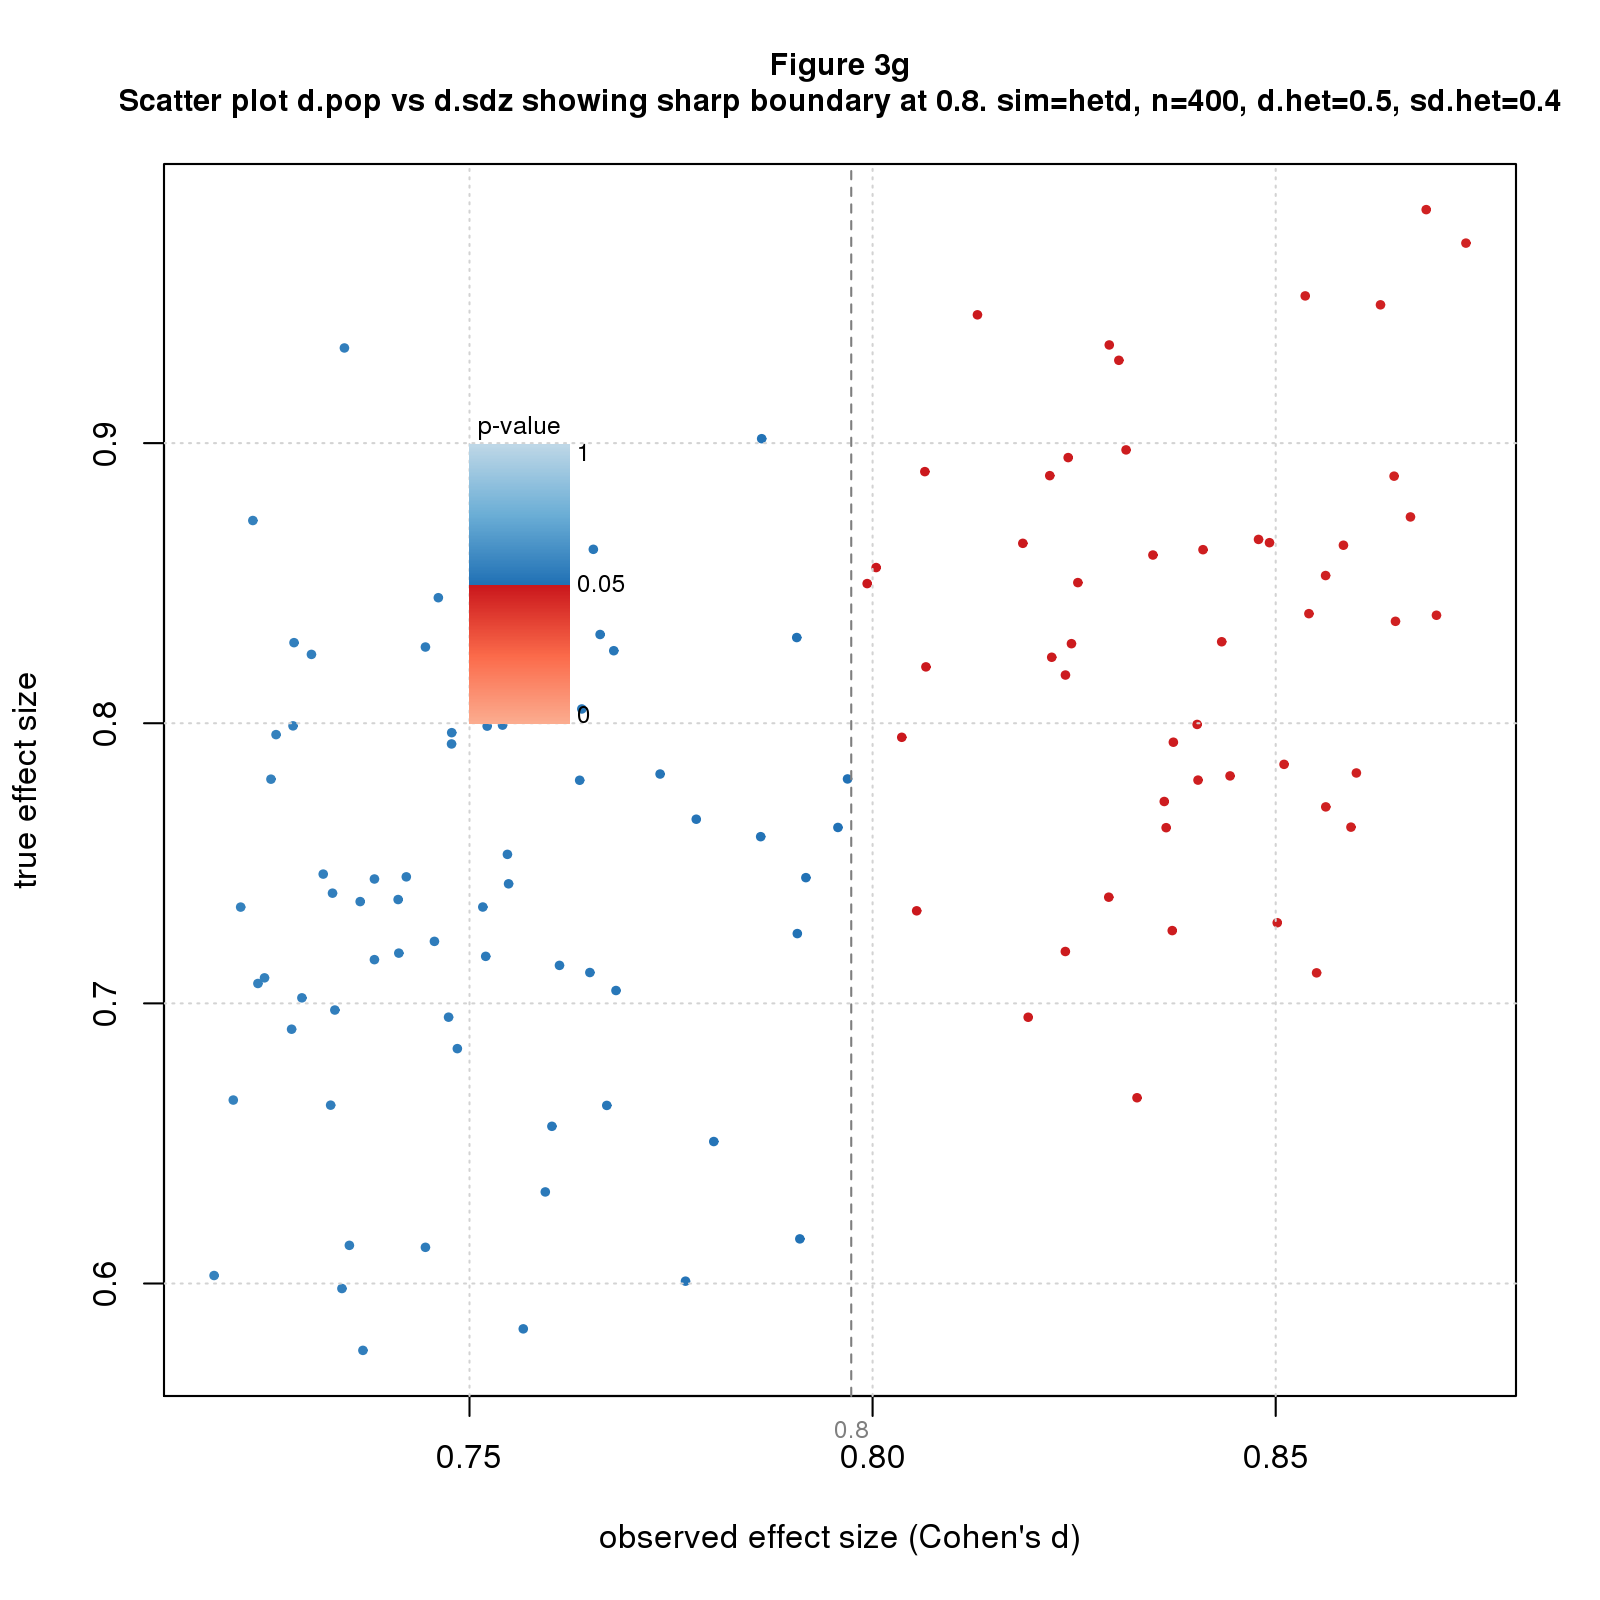 Figure 3g
Scatter plot d.pop vs d.sdz showing sharp boundary at 0.8. sim=hetd, n=400, d.het=0.5, sd.het=0.4
p-value
1
0.05
0
0.9
0.8
0.7
0.6
true effect size
0.8
0.75
0.80
0.85
observed effect size (Cohen's d)